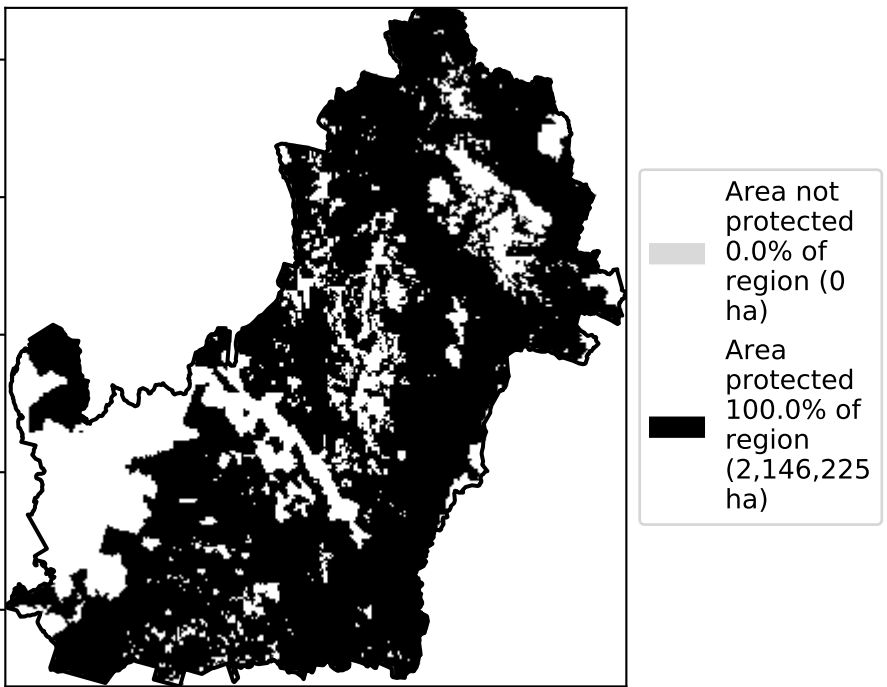 Area not
protected
0.0% of
region (0
ha)
Area
protected
100.0% of
region
(2,146,225
ha)